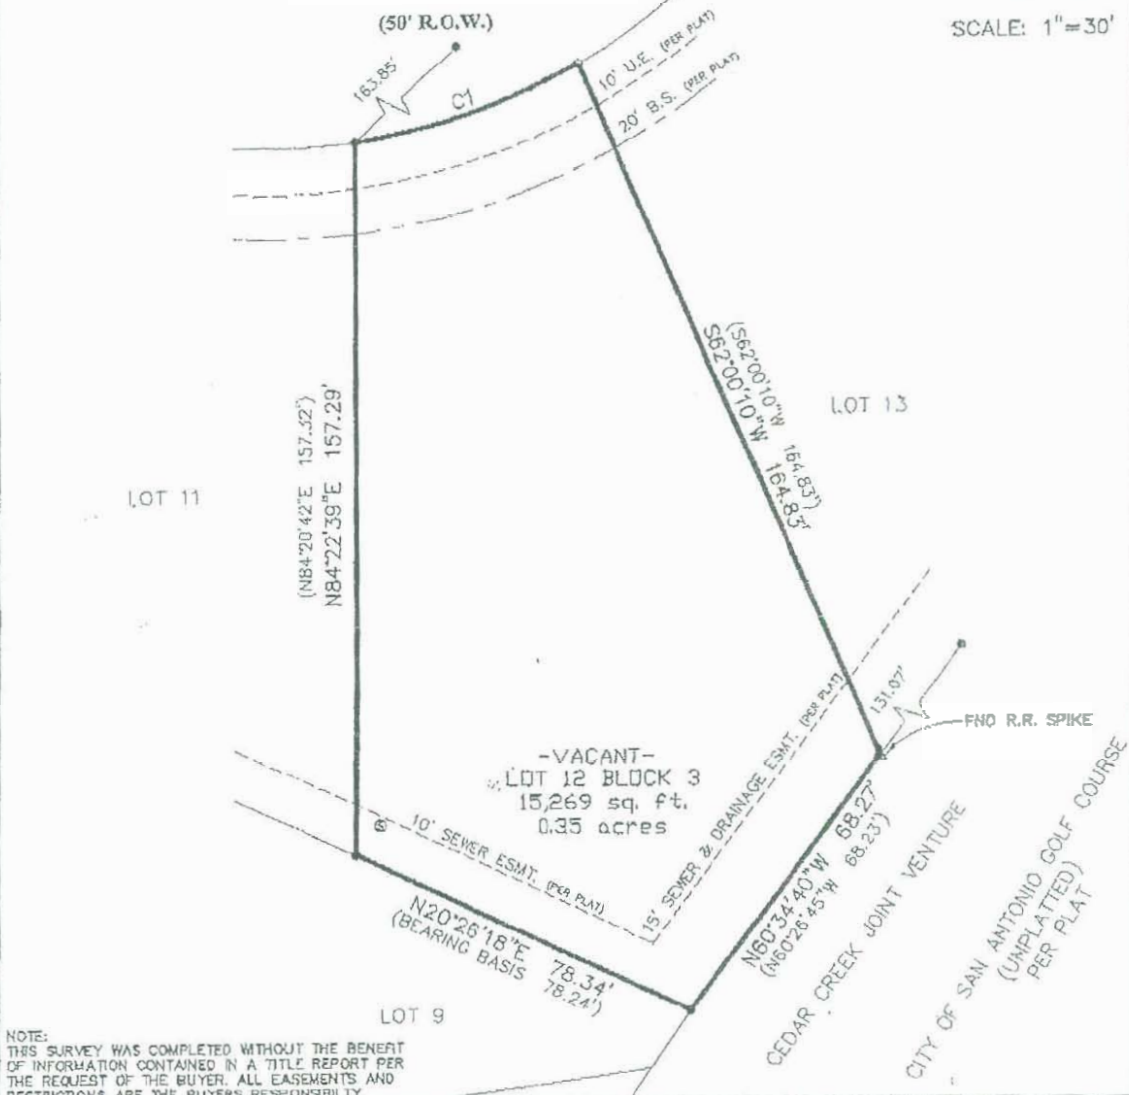 (50' R.O.W.)
SCALE: 1"=30'
163.85'
C1
10' U.E. (PER PLAT)
20' B.S. (PER PLAT)
(S62°00'10"W 164.83')
S62°00'10"W 164.83'
LOT 13
(N84°20'42"E 157.32')
N84°22'39"E 157.29'
LOT 11
131.07'
FND R.R. SPIKE
-VACANT-
LOT 12 BLOCK 3
15,269 sq. ft.
0.35 acres
S
10' SEWER ESMT. (PER PLAT)
15' SEWER & DRAINAGE ESMT. (PER PLAT)
N20°26'18"E 78.34'
(BEARING BASIS 78.24')
N60°34'40"W 68.27'
(N60°26'45"W 68.23')
CEDAR CREEK JOINT VENTURE
CITY OF SAN ANTONIO GOLF COURSE
(UMPLATTED)
PER PLAT
LOT 9
NOTE:
THIS SURVEY WAS COMPLETED WITHOUT THE BENEFIT
OF INFORMATION CONTAINED IN A TITLE REPORT PER
THE REQUEST OF THE BUYER. ALL EASEMENTS AND
RESTRICTIONS ARE THE BUYERS RESPONSIBILTY